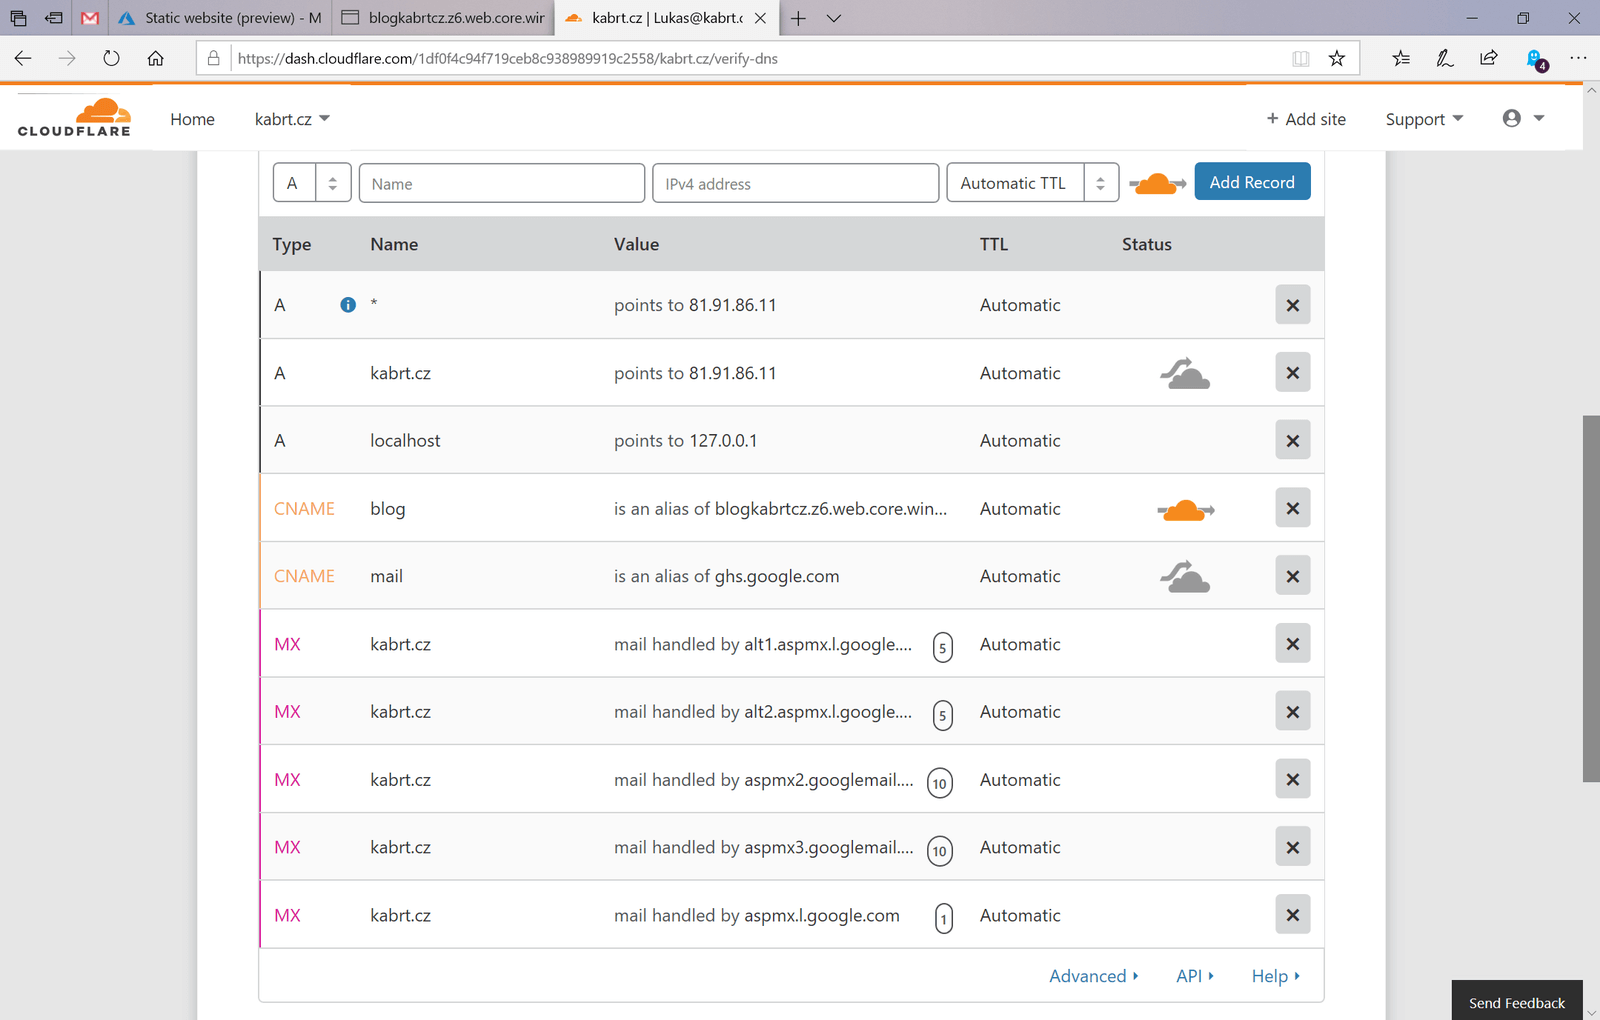 Static website (preview) - M
blogkabrtcz.z6.web.core.wir
kabrt.cz | Lukas@kabrt.c
https://dash.cloudflare.com/1df0f4c94f719ceb8c938989919c2558/kabrt.cz/verify-dns
4
CLOUDFLARE
Home
kabrt.cz
+ Add site
Support
A
Name
IPv4 address
Automatic TTL
Add Record
Type Name Value TTL Status
A i * points to 81.91.86.11 Automatic
A kabrt.cz points to 81.91.86.11 Automatic
A localhost points to 127.0.0.1 Automatic
CNAME blog is an alias of blogkabrtcz.z6.web.core.win... Automatic
CNAME mail is an alias of ghs.google.com Automatic
MX kabrt.cz mail handled by alt1.aspmx.l.google.... 5 Automatic
MX kabrt.cz mail handled by alt2.aspmx.l.google.... 5 Automatic
MX kabrt.cz mail handled by aspmx2.googlemail.... 10 Automatic
MX kabrt.cz mail handled by aspmx3.googlemail.... 10 Automatic
MX kabrt.cz mail handled by aspmx.l.google.com 1 Automatic
Advanced API Help
Send Feedback